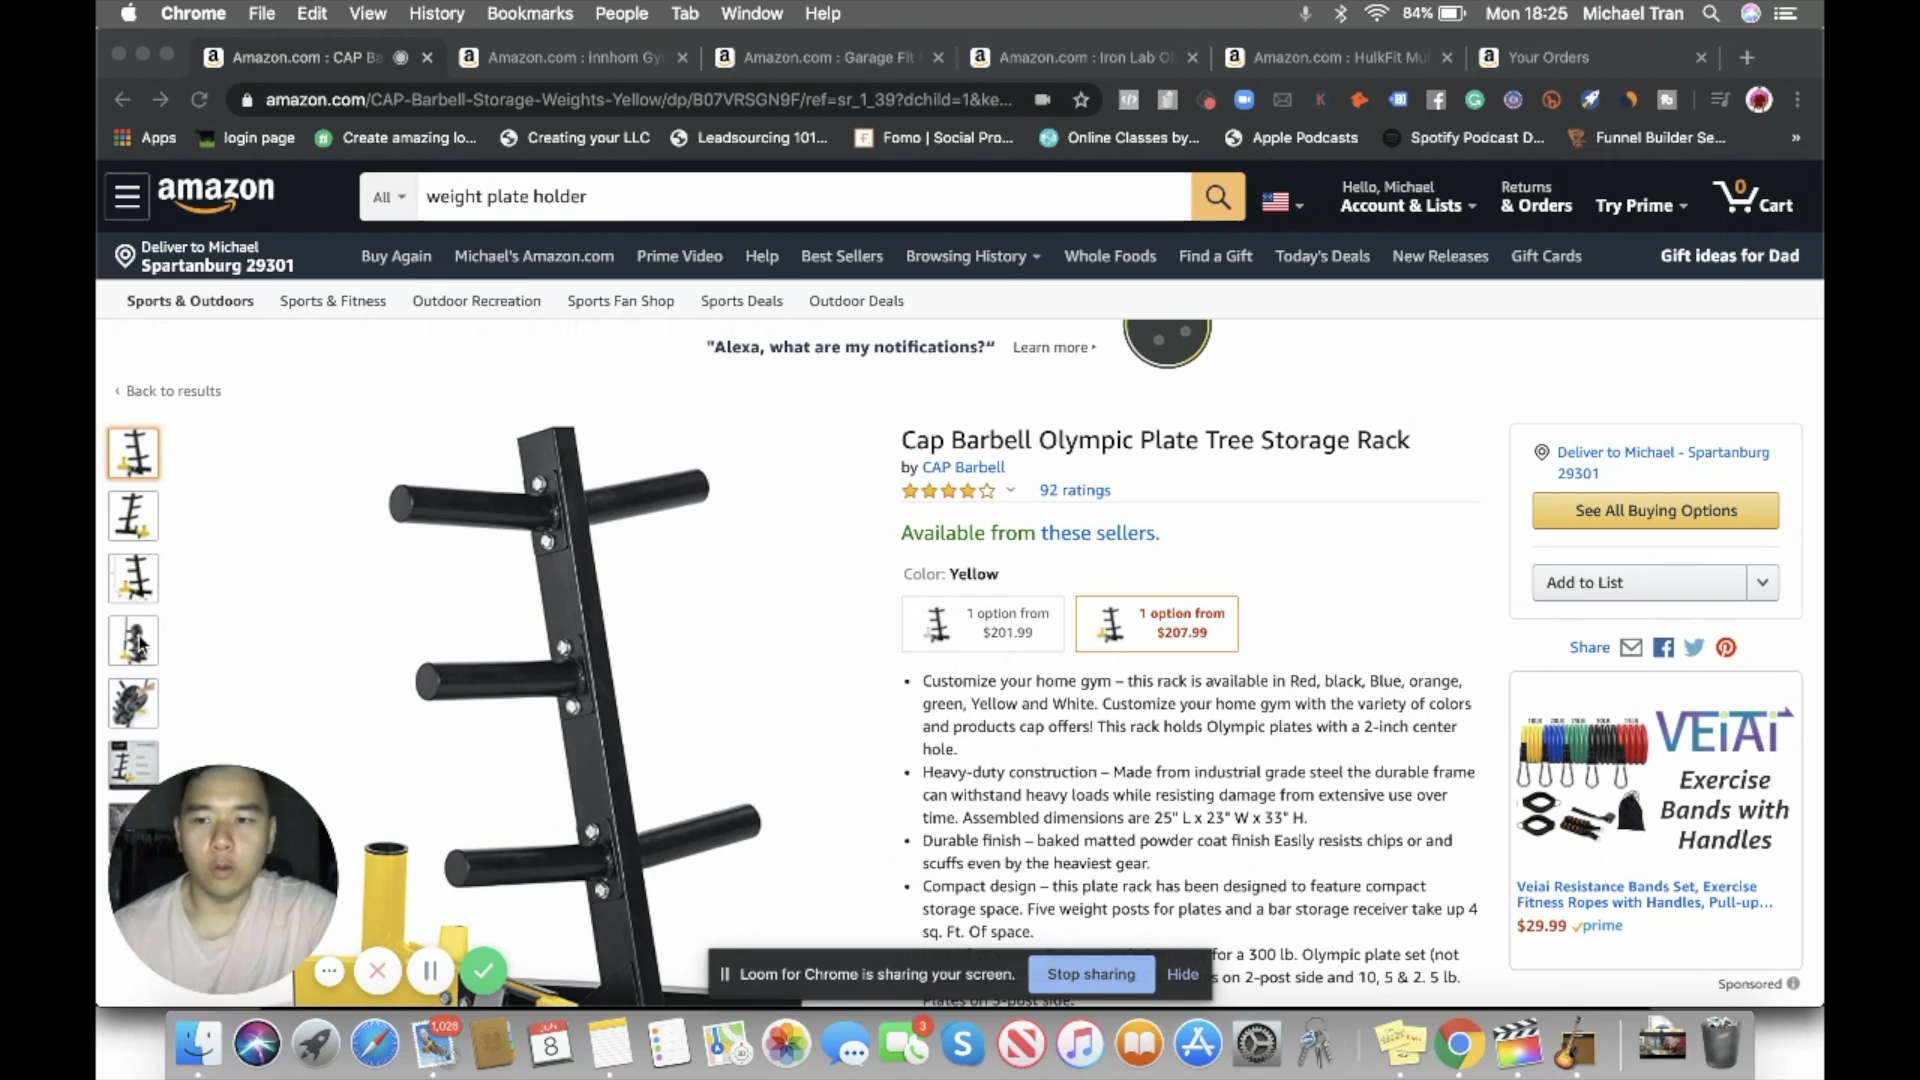 Chrome File Edit View History Bookmarks People Tab Window Help 84% Mon 18:25 Michael Tran
Amazon.com : CAP Ba Amazon.com : Innhom Gy Amazon.com : Garage Fit Amazon.com : Iron Lab Ol Amazon.com : HulkFit Mul Your Orders
amazon.com/CAP-Barbell-Storage-Weights-Yellow/dp/B07VRSGN9F/ref=sr_1_39?dchild=1&ke...
Apps login page Create amazing lo... Creating your LLC Leadsourcing 101... Fomo | Social Pro... Online Classes by... Apple Podcasts Spotify Podcast D... Funnel Builder Se... »
amazon All weight plate holder Hello, Michael Account & Lists Returns & Orders Try Prime 0 Cart
Deliver to Michael
Spartanburg 29301 Buy Again Michael's Amazon.com Prime Video Help Best Sellers Browsing History Whole Foods Find a Gift Today's Deals New Releases Gift Cards Gift ideas for Dad
Sports & Outdoors Sports & Fitness Outdoor Recreation Sports Fan Shop Sports Deals Outdoor Deals
"Alexa, what are my notifications?“ Learn more
‹ Back to results
Cap Barbell Olympic Plate Tree Storage Rack
by CAP Barbell
92 ratings
Available from these sellers.
Color: Yellow
1 option from
$201.99
1 option from
$207.99
• Customize your home gym – this rack is available in Red, black, Blue, orange,
green, Yellow and White. Customize your home gym with the variety of colors
and products cap offers! This rack holds Olympic plates with a 2-inch center
hole.
• Heavy-duty construction – Made from industrial grade steel the durable frame
can withstand heavy loads while resisting damage from extensive use over
time. Assembled dimensions are 25" L x 23" W x 33" H.
• Durable finish – baked matted powder coat finish Easily resists chips or and
scuffs even by the heaviest gear.
• Compact design – this plate rack has been designed to feature compact
storage space. Five weight posts for plates and a bar storage receiver take up 4
sq. Ft. Of space.
for a 300 lb. Olympic plate set (not
s on 2-post side and 10, 5 & 2. 5 lb.
Plates on 3-post side.
Deliver to Michael - Spartanburg
29301
See All Buying Options
Add to List
Share
VEiAi
Exercise
Bands with
Handles
Veiai Resistance Bands Set, Exercise
Fitness Ropes with Handles, Pull-up...
$29.99 prime
Sponsored
Loom for Chrome is sharing your screen. Stop sharing Hide
1,028
JUN
8
3